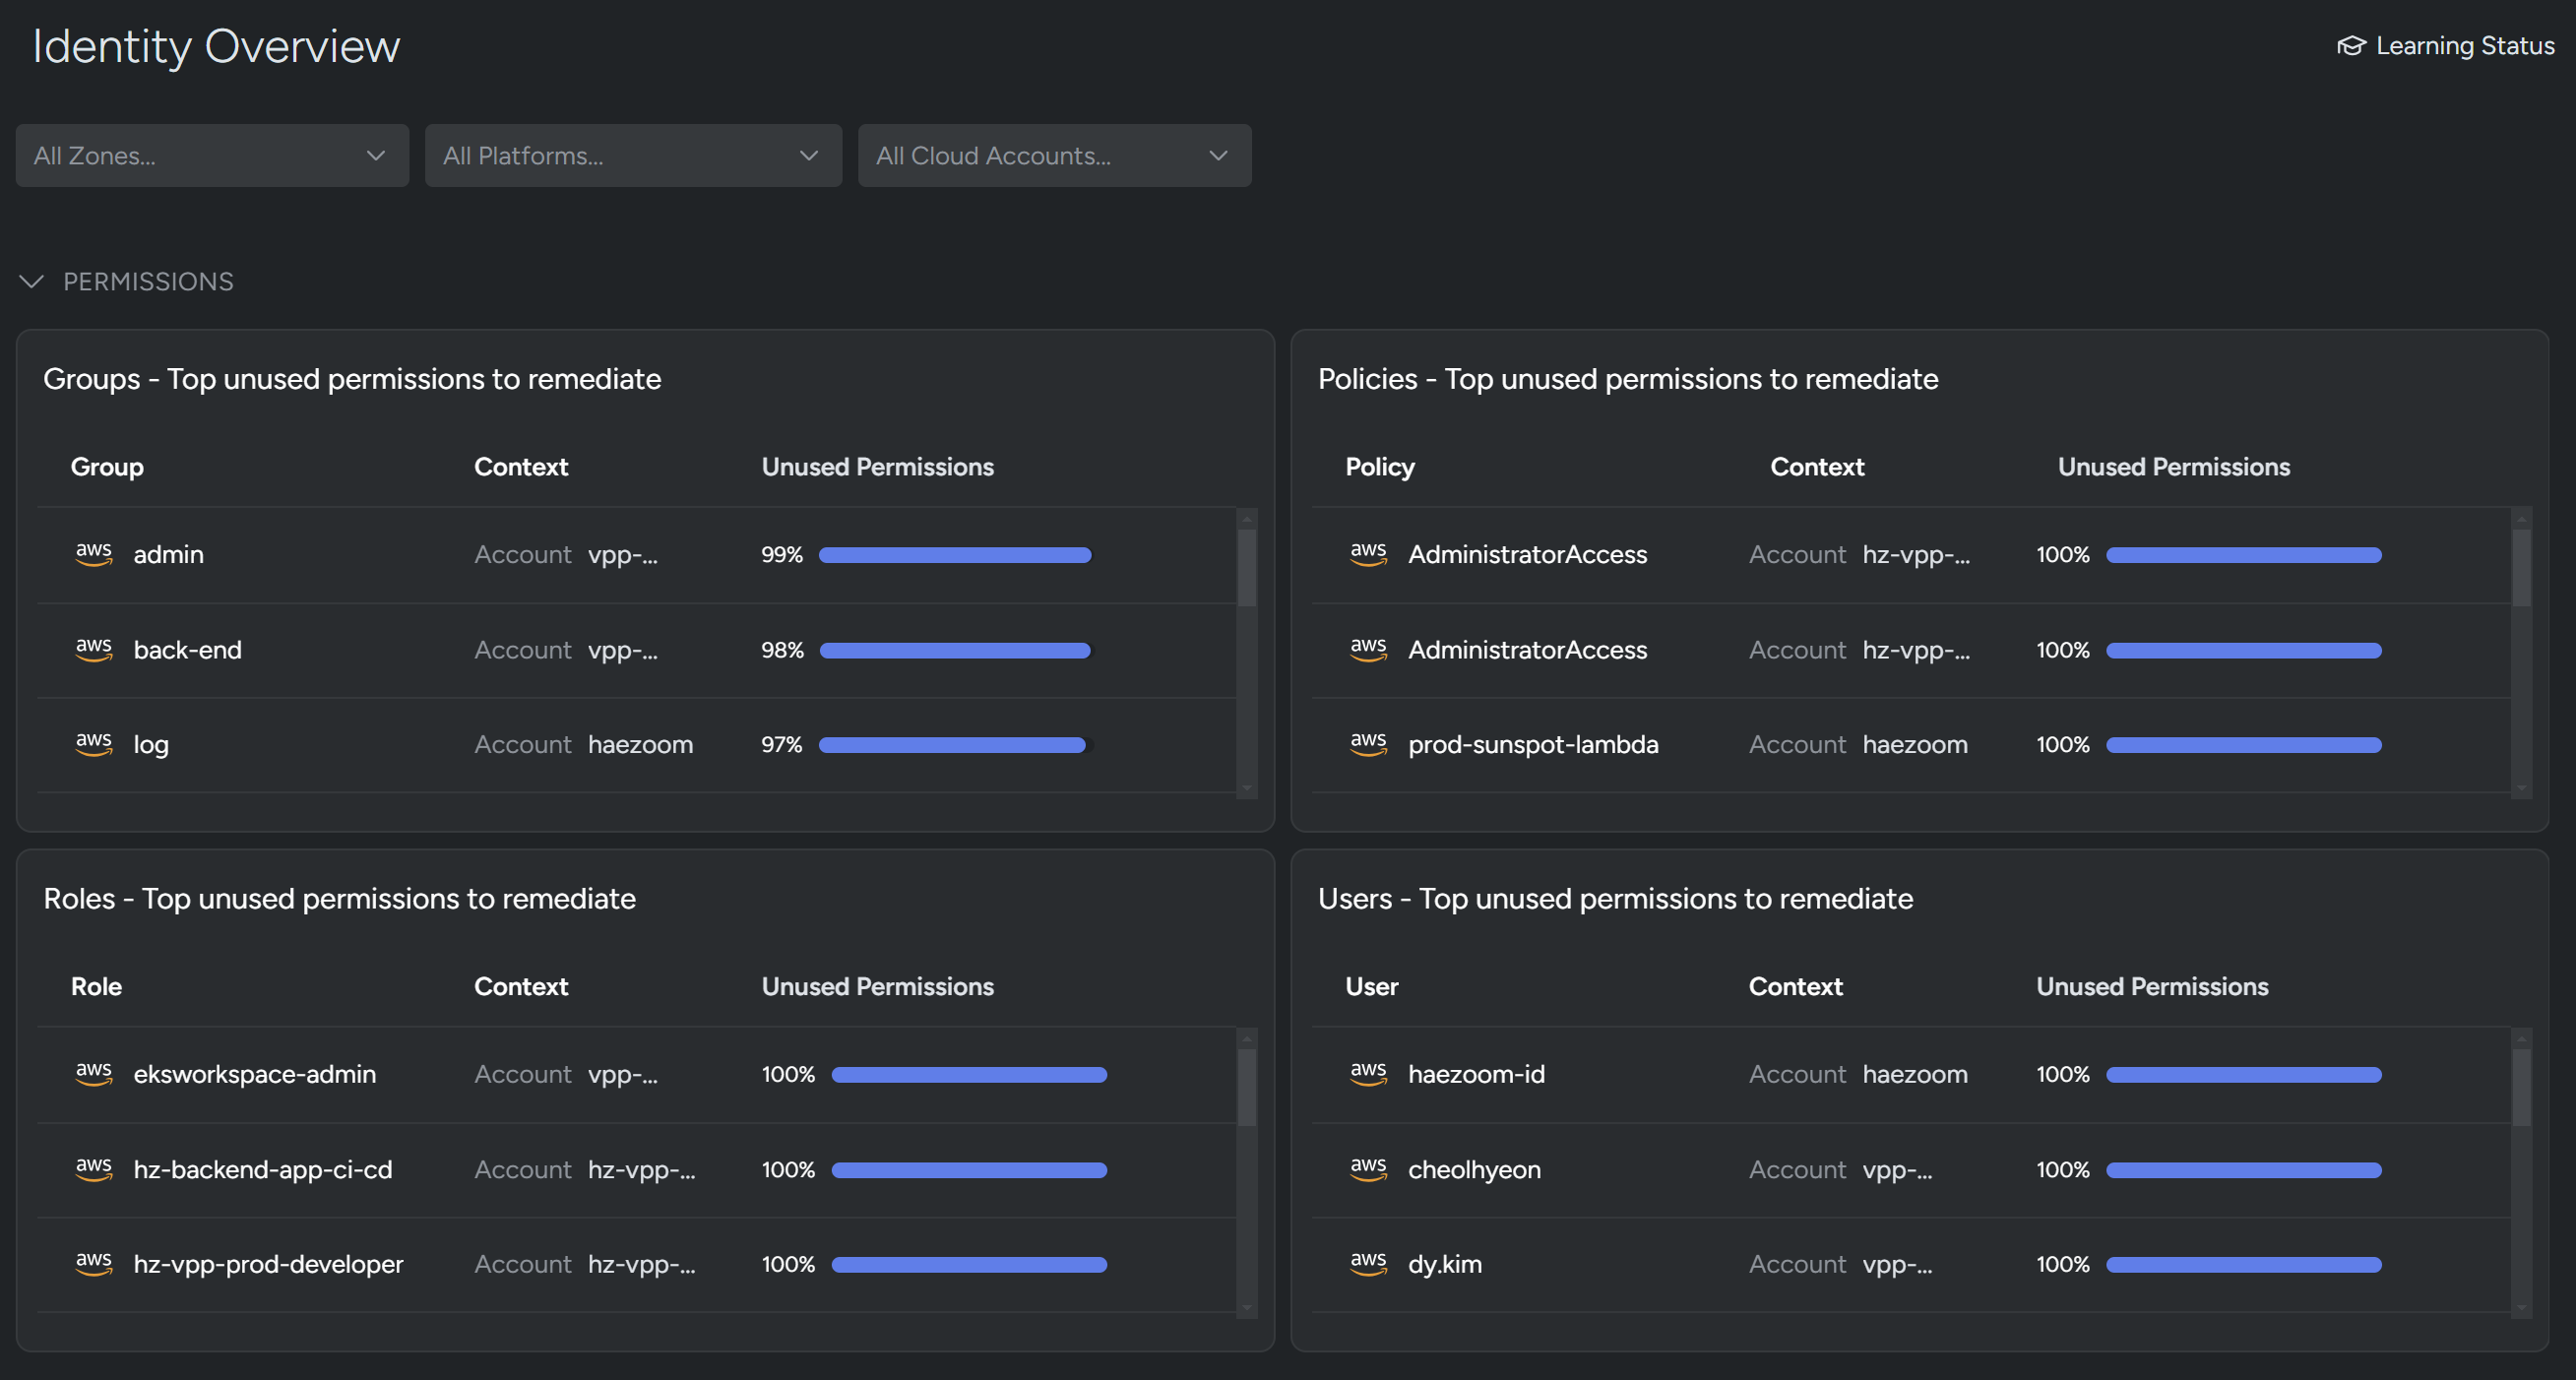 Identity Overview
Learning Status
All Zones...
All Platforms...
All Cloud Accounts...
PERMISSIONS
Groups - Top unused permissions to remediate
Group Context Unused Permissions
aws admin Account vpp-... 99%
aws back-end Account vpp-... 98%
aws log Account haezoom 97%
Policies - Top unused permissions to remediate
Policy Context Unused Permissions
aws AdministratorAccess Account hz-vpp-... 100%
aws AdministratorAccess Account hz-vpp-... 100%
aws prod-sunspot-lambda Account haezoom 100%
Roles - Top unused permissions to remediate
Role Context Unused Permissions
aws eksworkspace-admin Account vpp-... 100%
aws hz-backend-app-ci-cd Account hz-vpp-... 100%
aws hz-vpp-prod-developer Account hz-vpp-... 100%
Users - Top unused permissions to remediate
User Context Unused Permissions
aws haezoom-id Account haezoom 100%
aws cheolhyeon Account vpp-... 100%
aws dy.kim Account vpp-... 100%